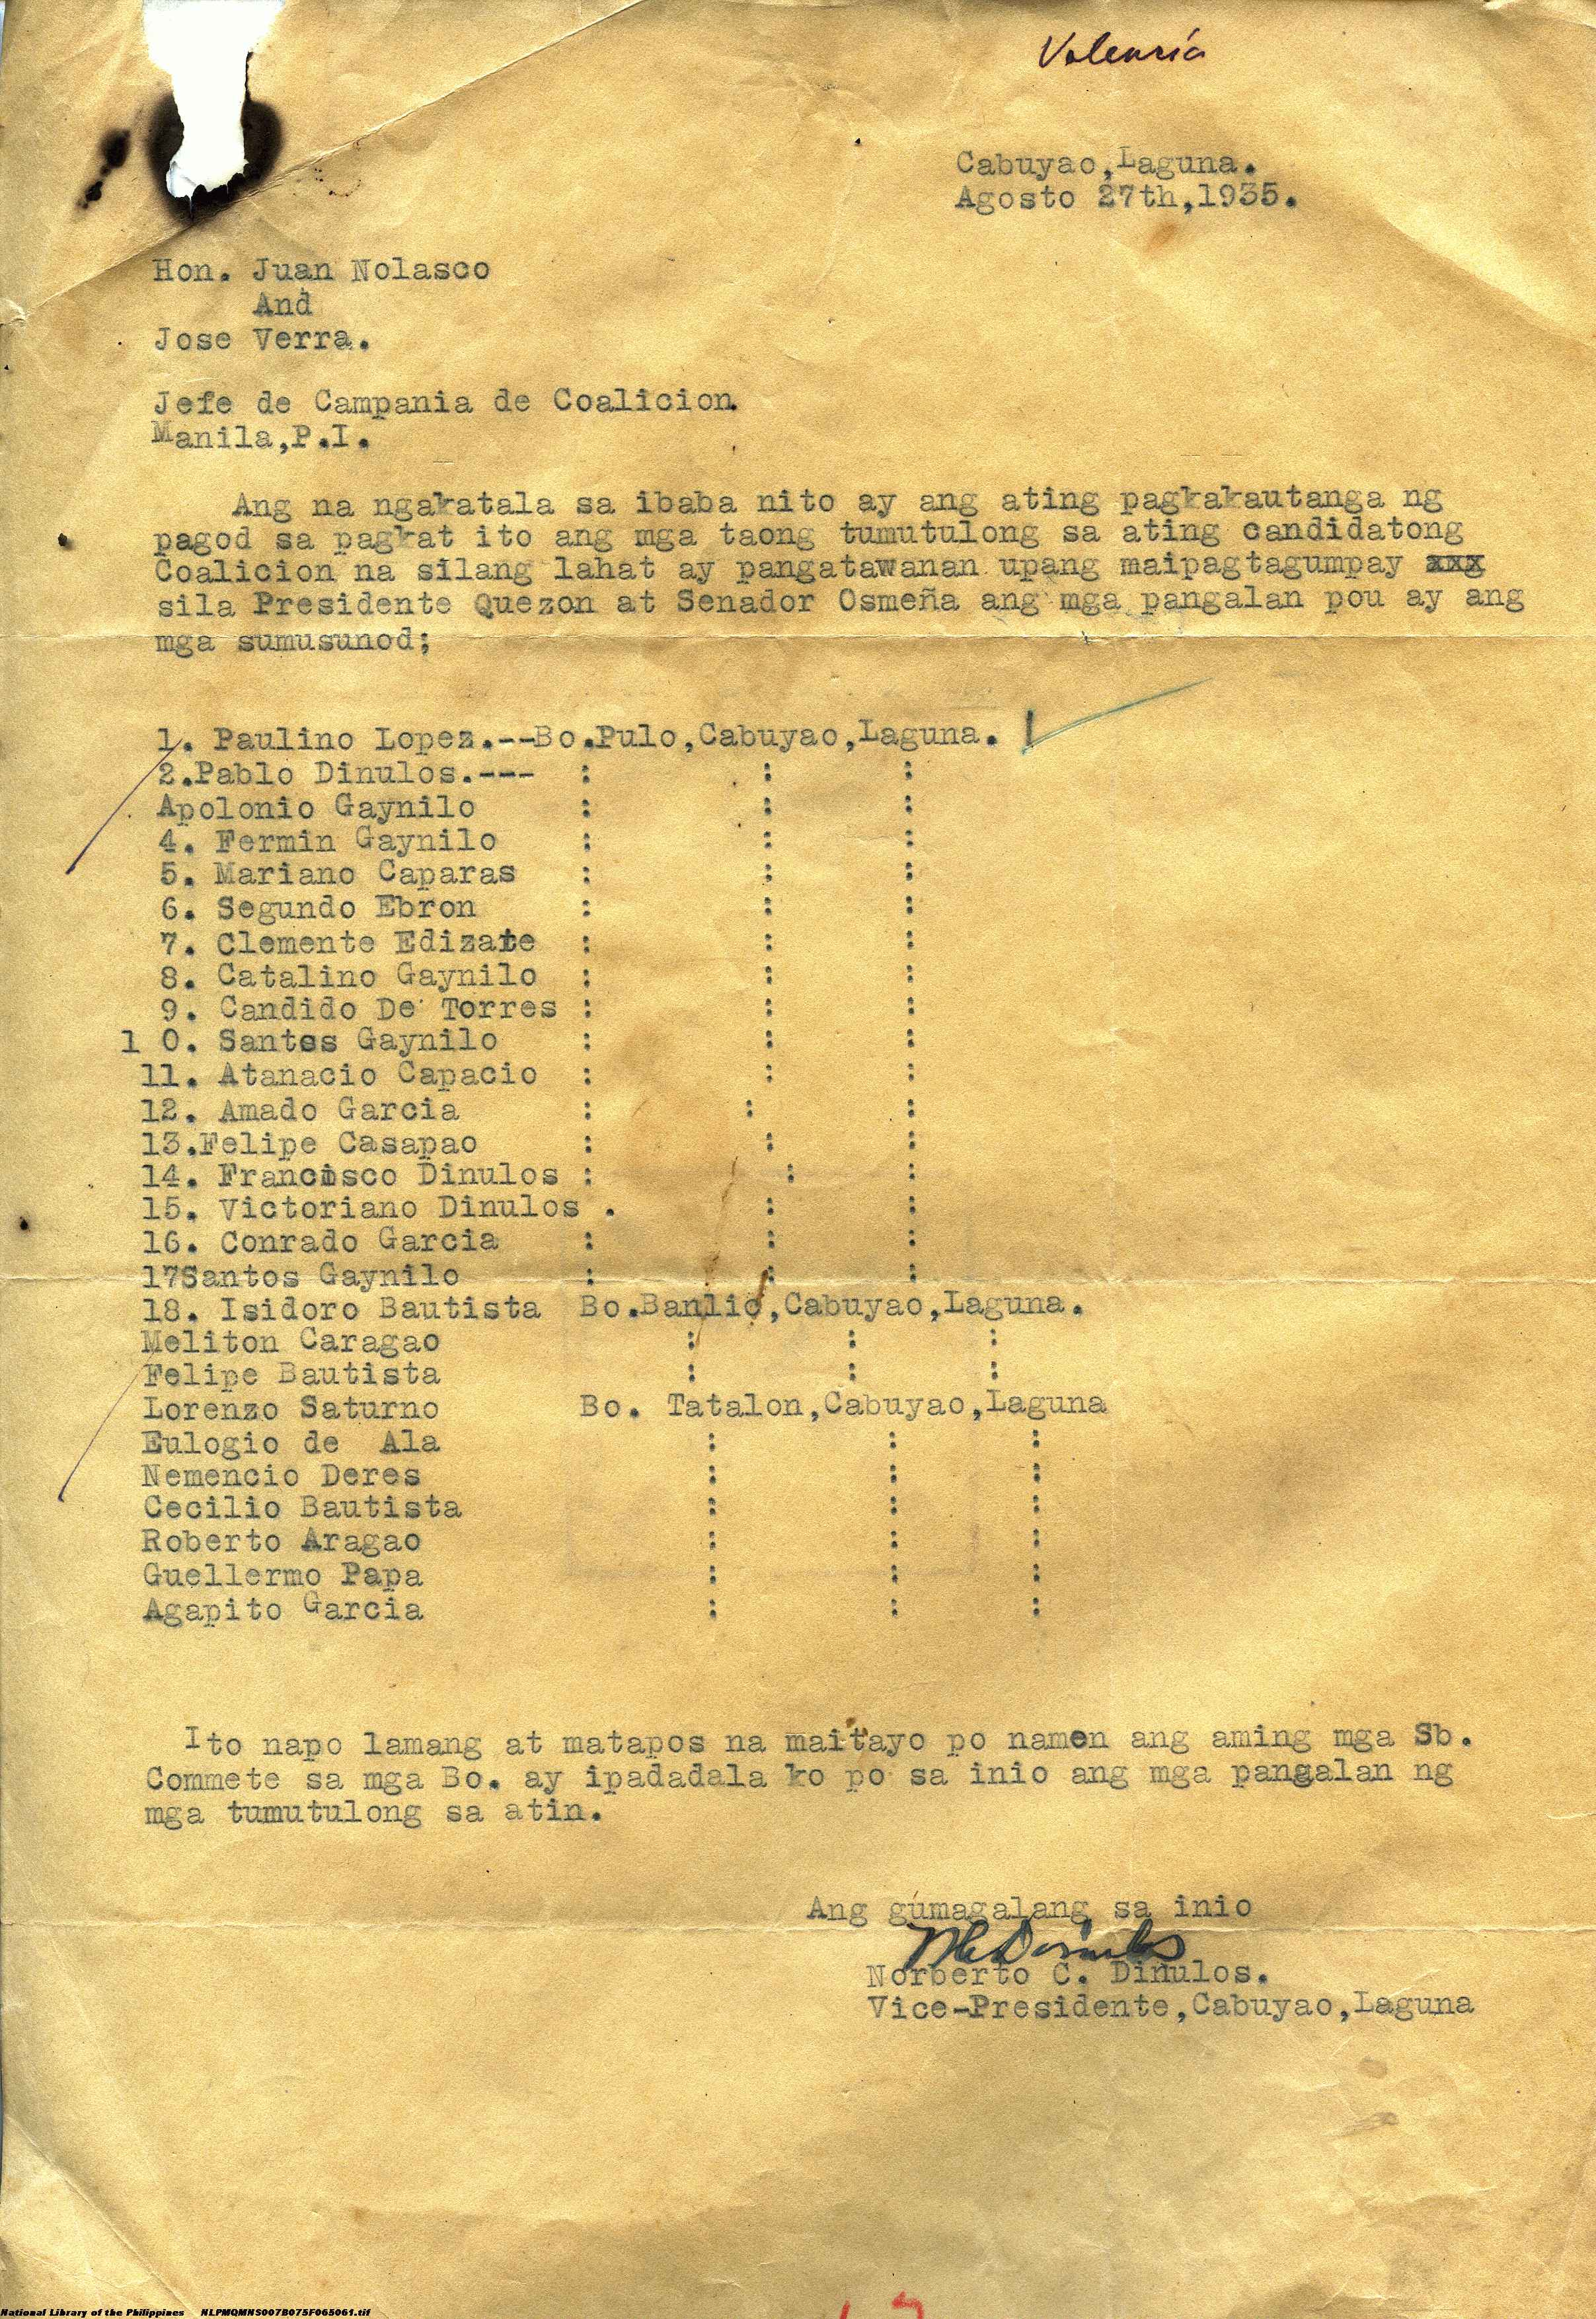 Valencia
Cabuyao,Laguna.
Agosto 27th,1935.
Hon. Juan Nolasco
And
Jose Verra.
Jefe de Campania de Coalicion.
Manila,P.I.
Ang na ngakatala sa ibaba nito ay ang ating pagkakautanga ng
pagod sa pagkat ito ang mga taong tumutulong sa ating candidatong
Coalicion na silang lahat ay pangatawanan upang maipagtagumpay xxx
sila Presidente Quezon at Senador Osmeña ang mga pangalan pou ay ang
mga sumusunod;
1. Paulino Lopez.--Bo.Pulo,Cabuyao,Laguna.
2.Pablo Dinulos.--- : : :
Apolonio Gaynilo : : :
4. Fermin Gaynilo : : :
5. Mariano Caparas : : :
6. Segundo Ebron : : :
7. Clemente Edizate : : :
8. Catalino Gaynilo : : :
9. Candido De Torres : : :
1 0. Santos Gaynilo : : :
11. Atanacio Capacio : : :
12. Amado Garcia : : :
13.Felipe Casapao : : :
14. Francisco Dinulos : : :
15. Victoriano Dinulos . : :
16. Conrado Garcia : : :
17Santos Gaynilo : : :
18. Isidoro Bautista Bo.Banlic,Cabuyao,Laguna.
Meliton Caragao : : :
Felipe Bautista : : :
Lorenzo Saturno Bo. Tatalon,Cabuyao,Laguna
Eulogio de Ala : : :
Nemencio Deres : : :
Cecilio Bautista : : :
Roberto Aragao : : :
Guellermo Papa : : :
Agapito Garcia : : :
Ito napo lamang at matapos na maitayo po namen ang aming mga Sb.
Commete sa mga Bo. ay ipadadala ko po sa inio ang mga pangalan ng
mga tumutulong sa atin.
Ang gumagalang sa inio
Norberto C. Dinulos.
Vice-Presidente,Cabuyao,Laguna
National Library of the Philippines NLPMQMNS007B075F065061.tif